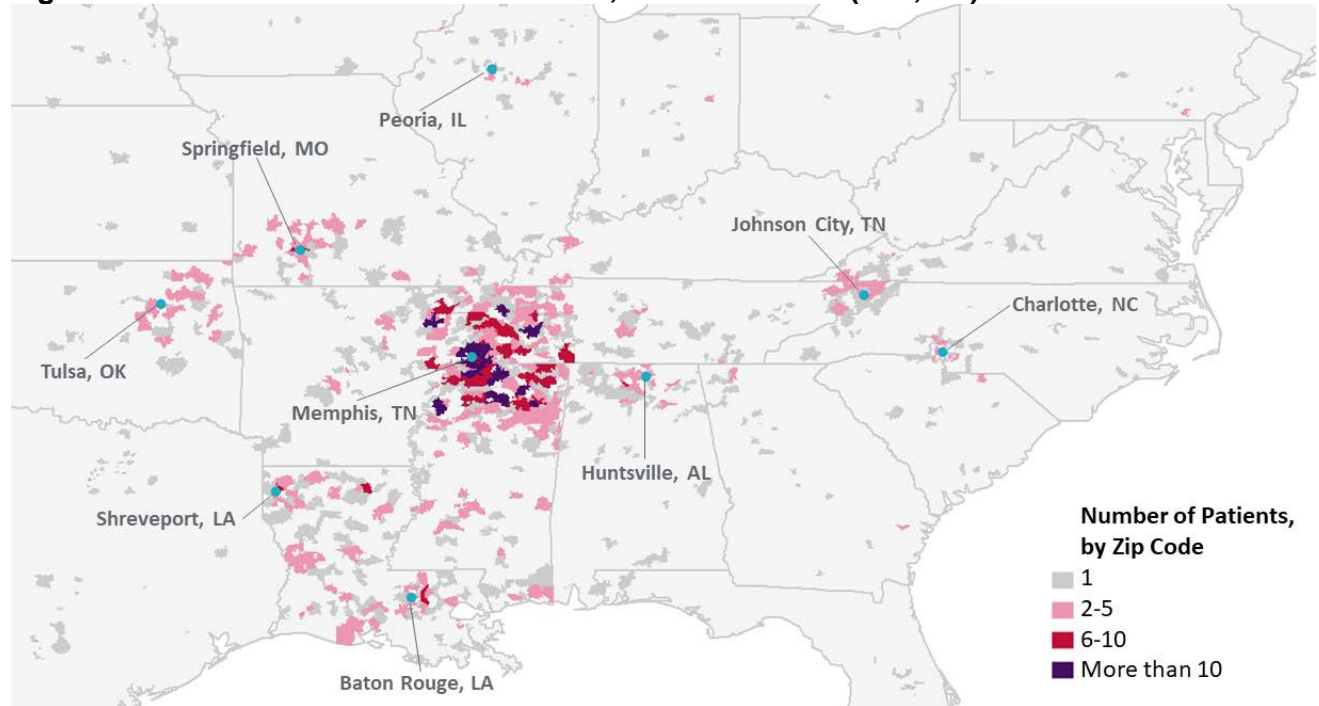 Peoria, IL
Springfield, MO
Johnson City, TN
Charlotte, NC
Tulsa, OK
Memphis, TN
Huntsville, AL
Shreveport, LA
Baton Rouge, LA
Number of Patients,
by Zip Code
1
2-5
6-10
More than 10